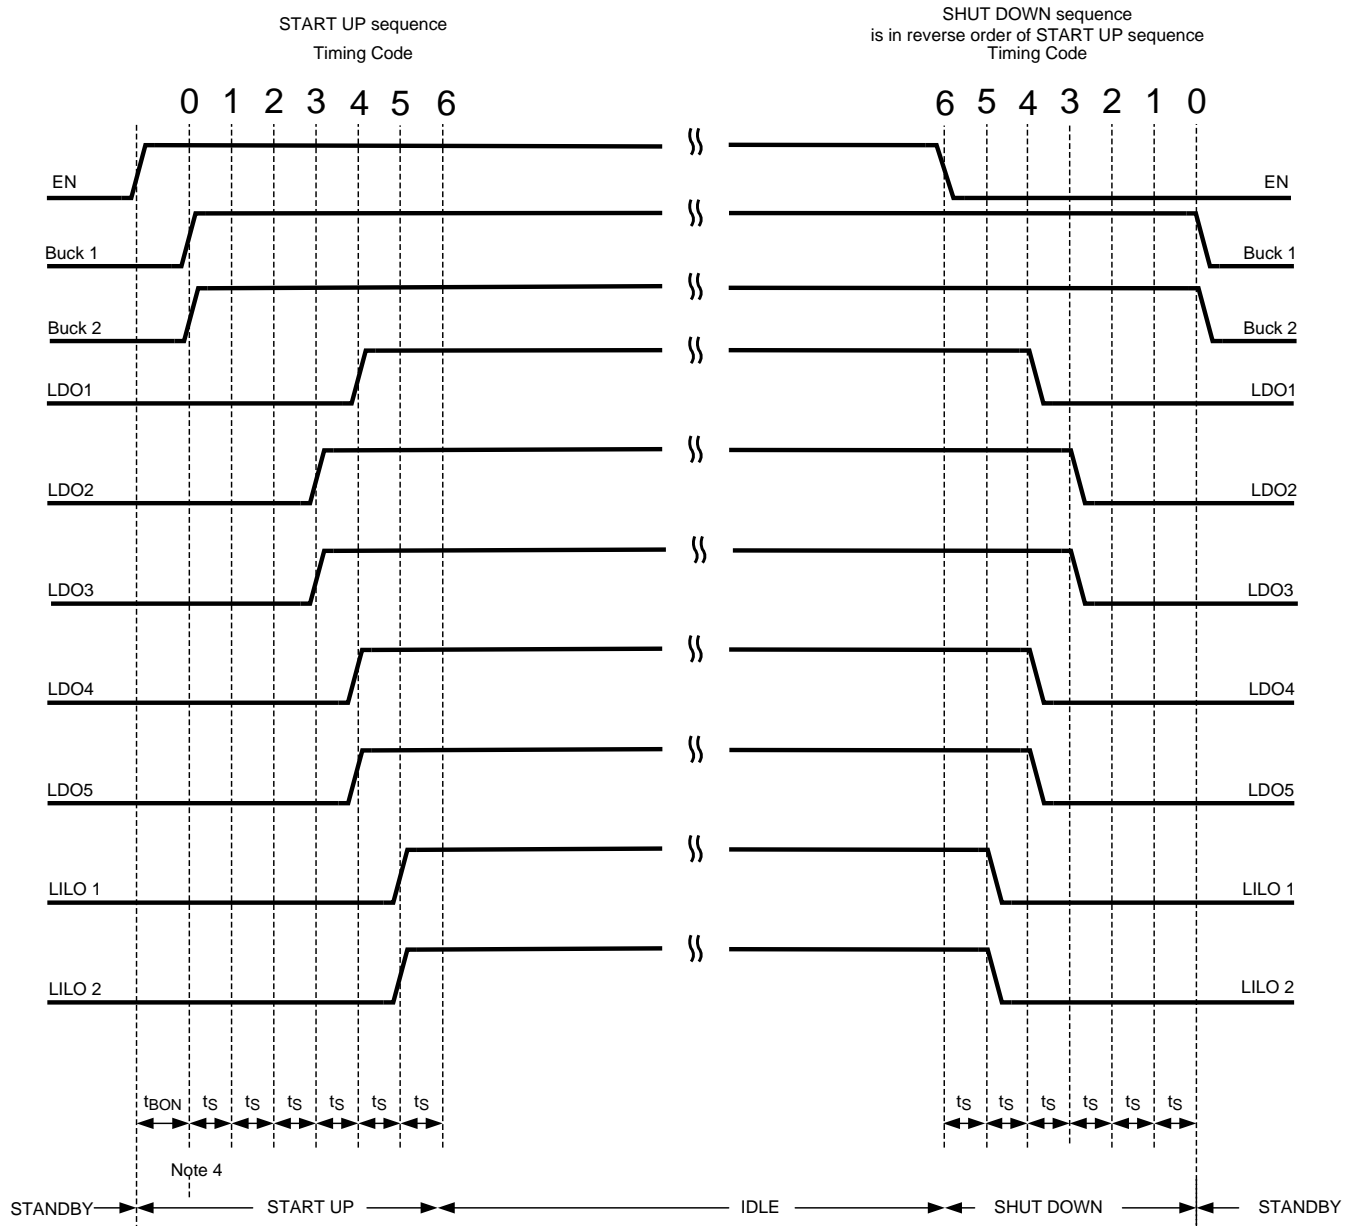 START UP sequence
Timing Code
SHUT DOWN sequence
is in reverse order of START UP sequence
Timing Code
0 1 2 3 4 5 6
6 5 4 3 2 1 0
EN
EN
Buck 1
Buck 1
Buck 2
Buck 2
LDO1
LDO1
LDO2
LDO2
LDO3
LDO3
LDO4
LDO4
LDO5
LDO5
LILO 1
LILO 1
LILO 2
LILO 2
tBON tS tS tS tS tS tS
tS tS tS tS tS tS
Note 4
STANDBY START UP IDLE SHUT DOWN STANDBY